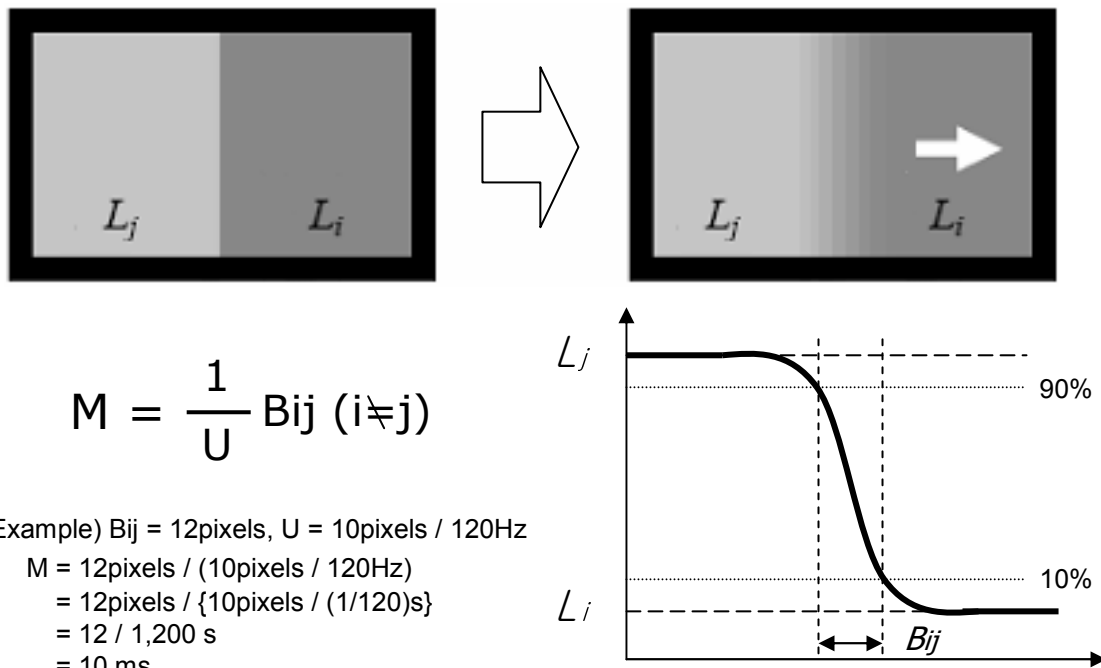 Lj
Li
Lj
Li
M = 1/U Bij (i≒j)
Example) Bij = 12pixels, U = 10pixels / 120Hz
M = 12pixels / (10pixels / 120Hz)
= 12pixels / {10pixels / (1/120)s}
= 12 / 1,200 s
= 10 ms
Lj
90%
10%
Li
Bij